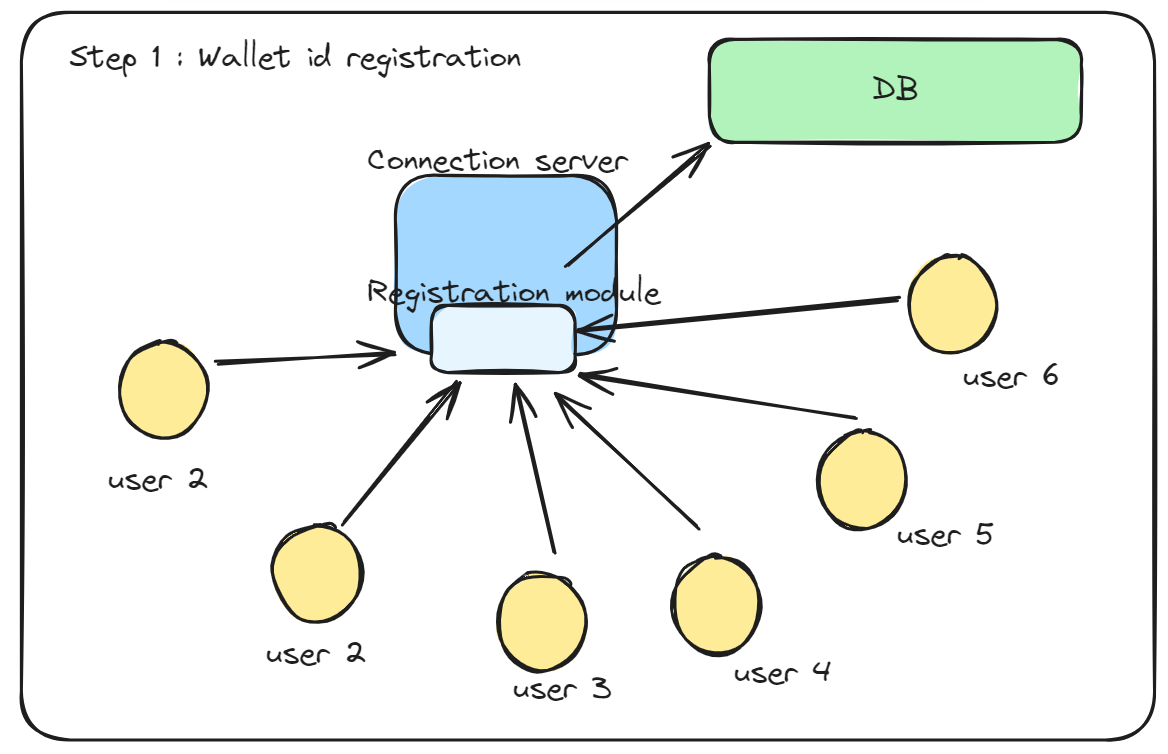 Step 1 : Wallet id registration
DB
Connection server
Registration module
user 6
user 2
user 5
user 2
user 4
user 3